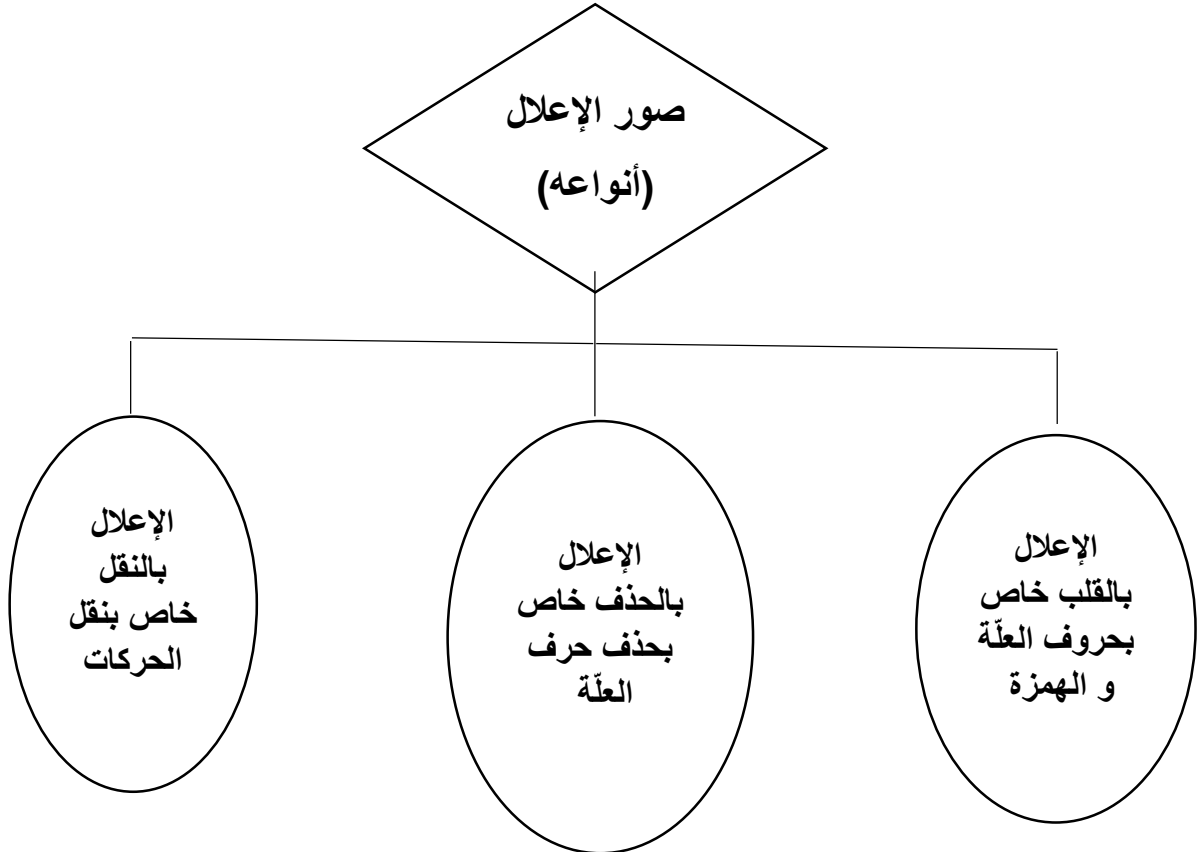 صور الإعلال
(أنواعه)
الإعلال
بالقلب خاص
بحروف العلّة
و الهمزة
الإعلال
بالحذف خاص
بحذف حرف
العلّة
الإعلال
بالنقل
خاص بنقل
الحركات